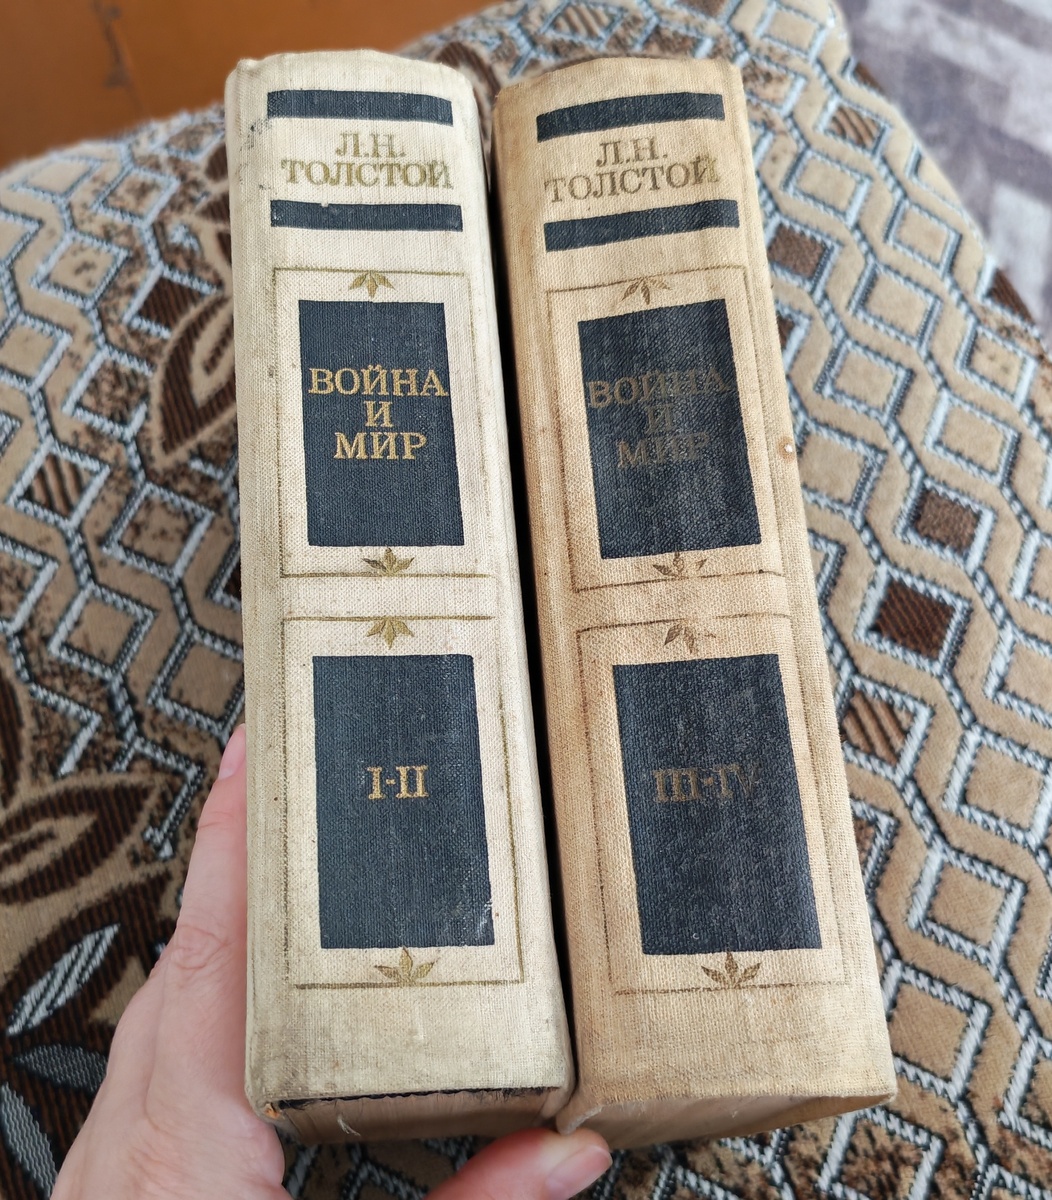 Л.Н.
ТОЛСТОЙ
ВОЙНА
И
МИР
I-II
Л.Н.
ТОЛСТОЙ
ВОЙНА
И
МИР
III-IV